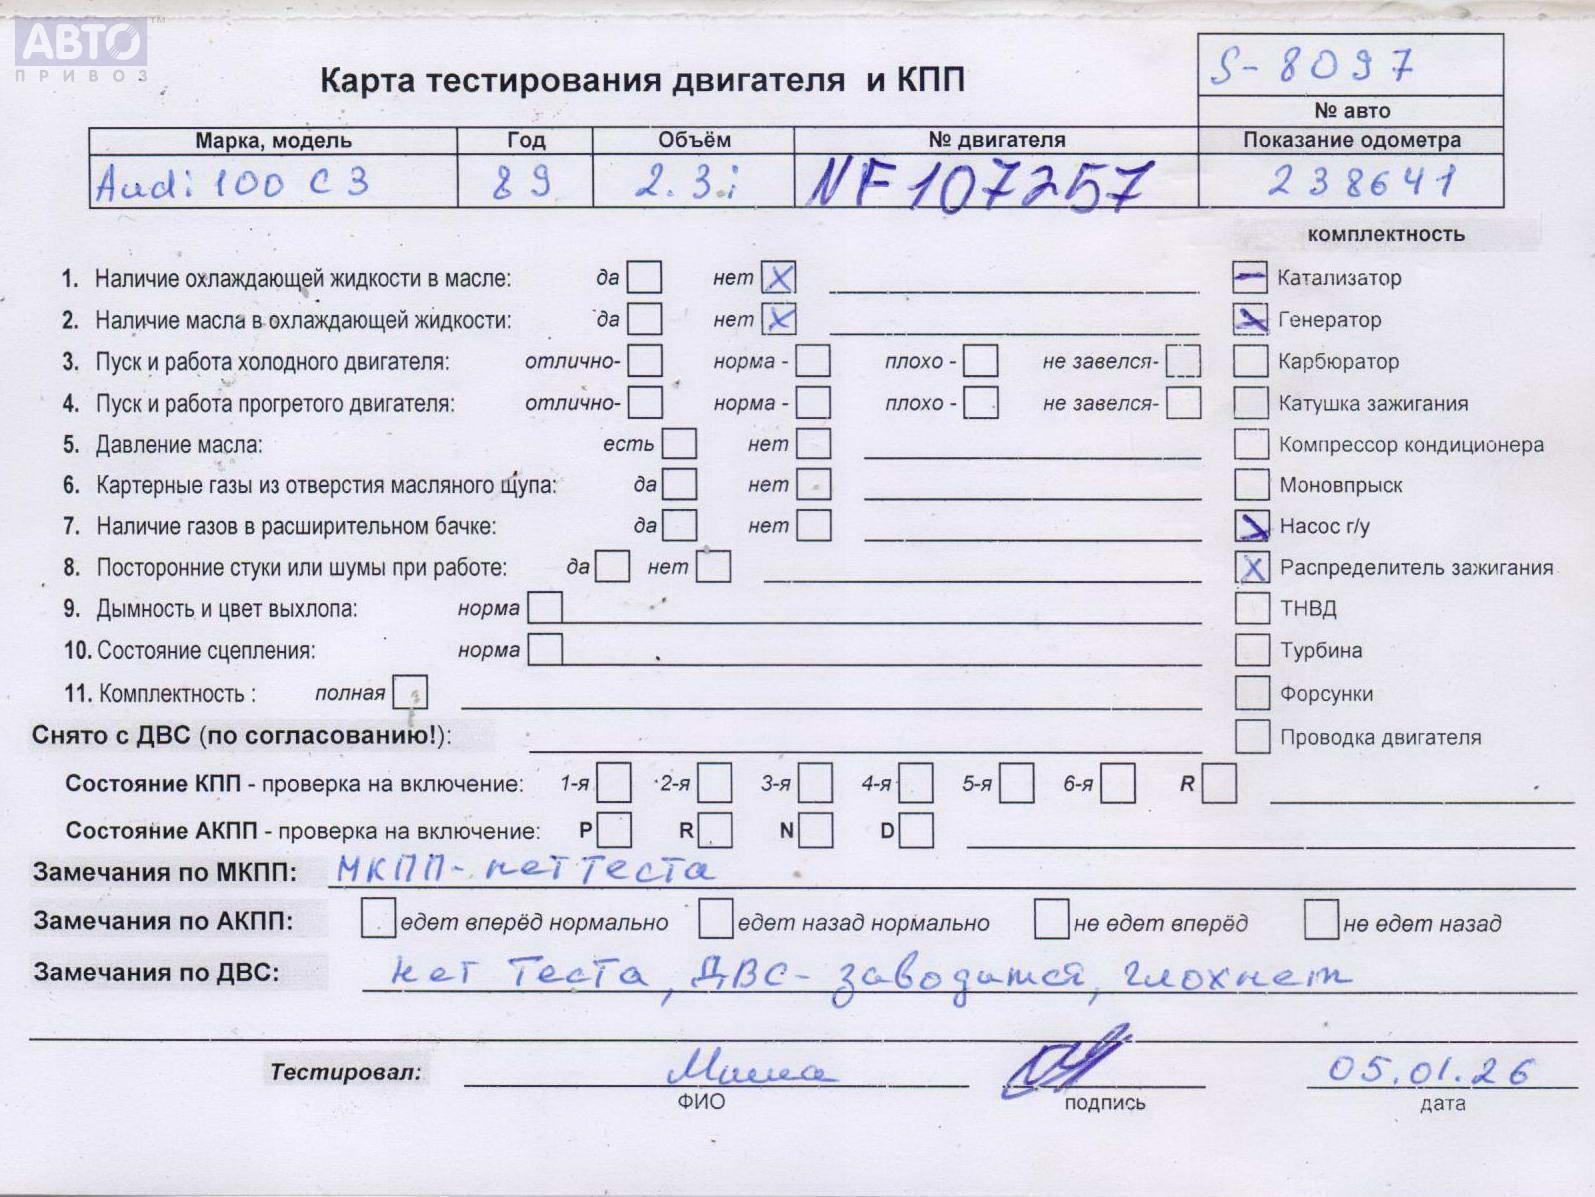 АВТО
ПРИВОЗ
TM
S-8097
Карта тестирования двигателя и КПП
№ авто
Марка, модель Год Объём № двигателя Показание одометра
Audi 100 C3 89 2.3i NF107257 238641
комплектность
1. Наличие охлаждающей жидкости в масле: да нет X Катализатор
2. Наличие масла в охлаждающей жидкости: да нет X Генератор
3. Пуск и работа холодного двигателя: отлично- норма - плохо - не завелся- Карбюратор
4. Пуск и работа прогретого двигателя: отлично- норма - плохо - не завелся- Катушка зажигания
5. Давление масла: есть нет Компрессор кондиционера
6. Картерные газы из отверстия масляного щупа: да нет Моновпрыск
7. Наличие газов в расширительном бачке: да нет Насос г/у
8. Посторонние стуки или шумы при работе: да нет X Распределитель зажигания
9. Дымность и цвет выхлопа: норма ТНВД
10. Состояние сцепления: норма Турбина
11. Комплектность : полная Форсунки
Снято с ДВС (по согласованию!): Проводка двигателя
Состояние КПП - проверка на включение: 1-я 2-я 3-я 4-я 5-я 6-я R
Состояние АКПП - проверка на включение: P R N D
Замечания по МКПП: МКПП- нет теста
Замечания по АКПП: едет вперёд нормально едет назад нормально не едет вперёд не едет назад
Замечания по ДВС: нет теста, ДВС- заводится, глохнет
Тестировал: Миша 05.01.26
ФИО подпись дата